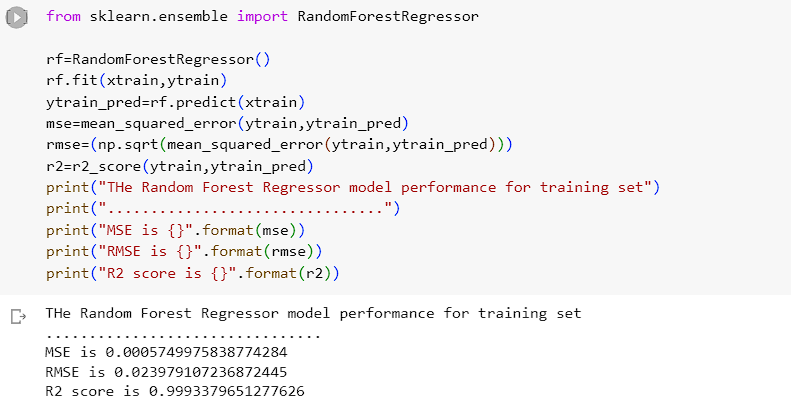 from sklearn.ensemble import RandomForestRegressor
rf=RandomForestRegressor()
rf.fit(xtrain,ytrain)
ytrain_pred=rf.predict(xtrain)
mse=mean_squared_error(ytrain,ytrain_pred)
rmse=(np.sqrt(mean_squared_error(ytrain,ytrain_pred)))
r2=r2_score(ytrain,ytrain_pred)
print("THe Random Forest Regressor model performance for training set")
print("................................")
print("MSE is {}".format(mse))
print("RMSE is {}".format(rmse))
print("R2 score is {}".format(r2))
THe Random Forest Regressor model performance for training set
................................
MSE is 0.0005749975838774284
RMSE is 0.023979107236872445
R2 score is 0.9993379651277626